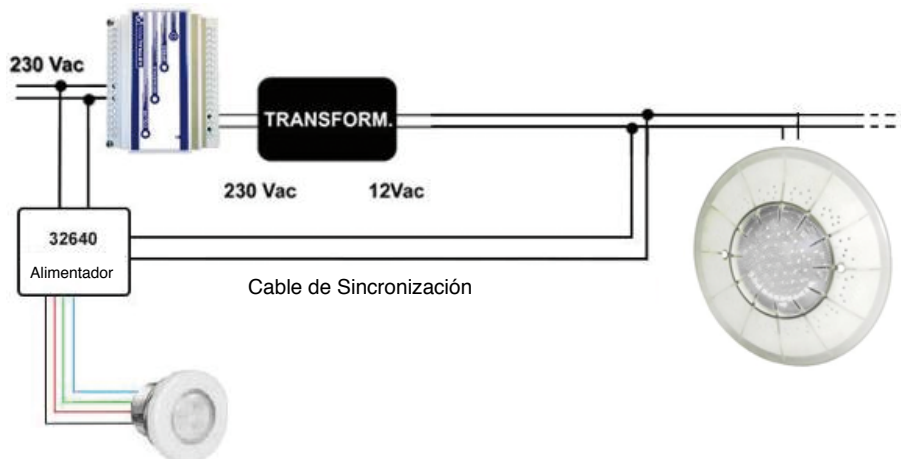 230 Vac
TRANSFORM.
230 Vac
12Vac
32640
Alimentador
Cable de Sincronización